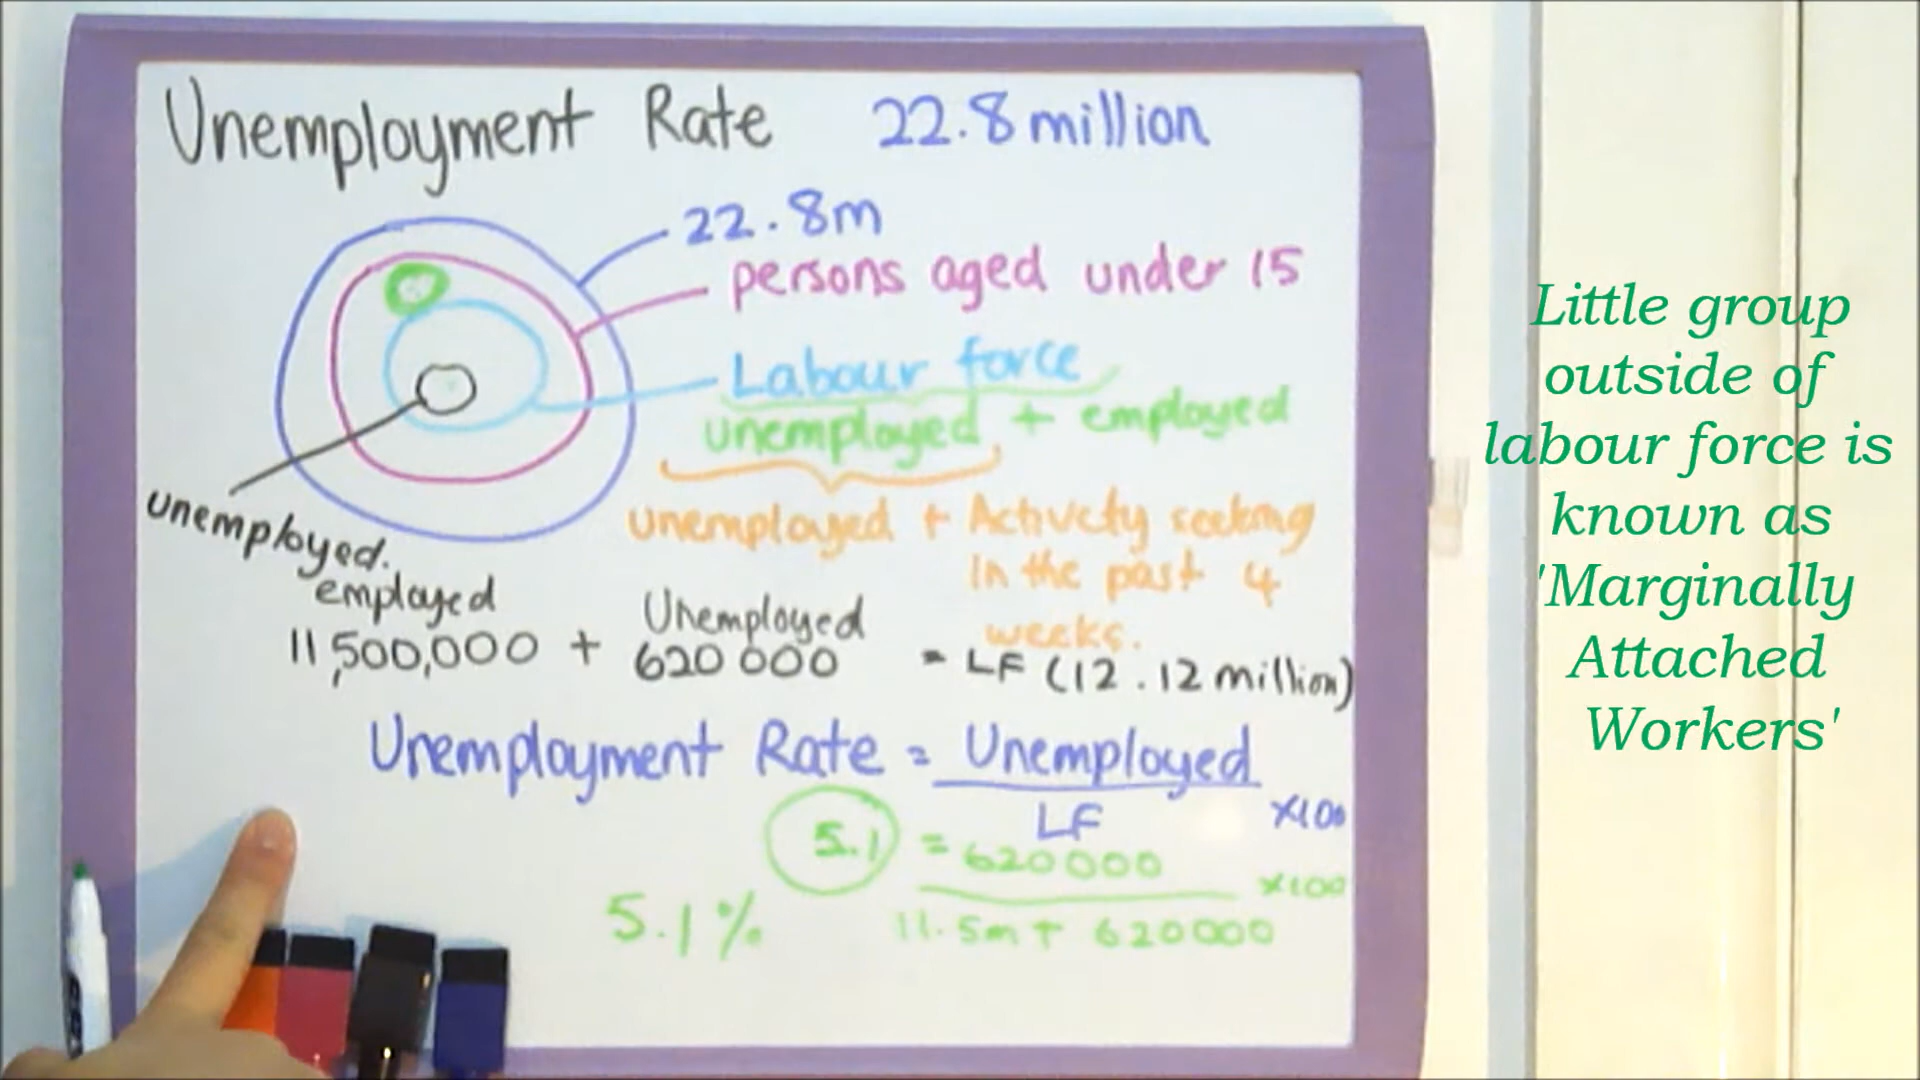 Unemployment Rate 22.8 million
22.8m
persons aged under 15
Labour force
unemployed + employed
unemployed + Activcty seeking
in the past 4
weeks.
unemployed.
employed
Unemployed
11,500,000 + 620 000 = LF (12.12 million)
Unemployment Rate = Unemployed
LF x100
5.1 = 620000
x100
11.5m + 620000
5.1%
Little group
outside of
labour force is
known as
'Marginally
Attached
Workers'